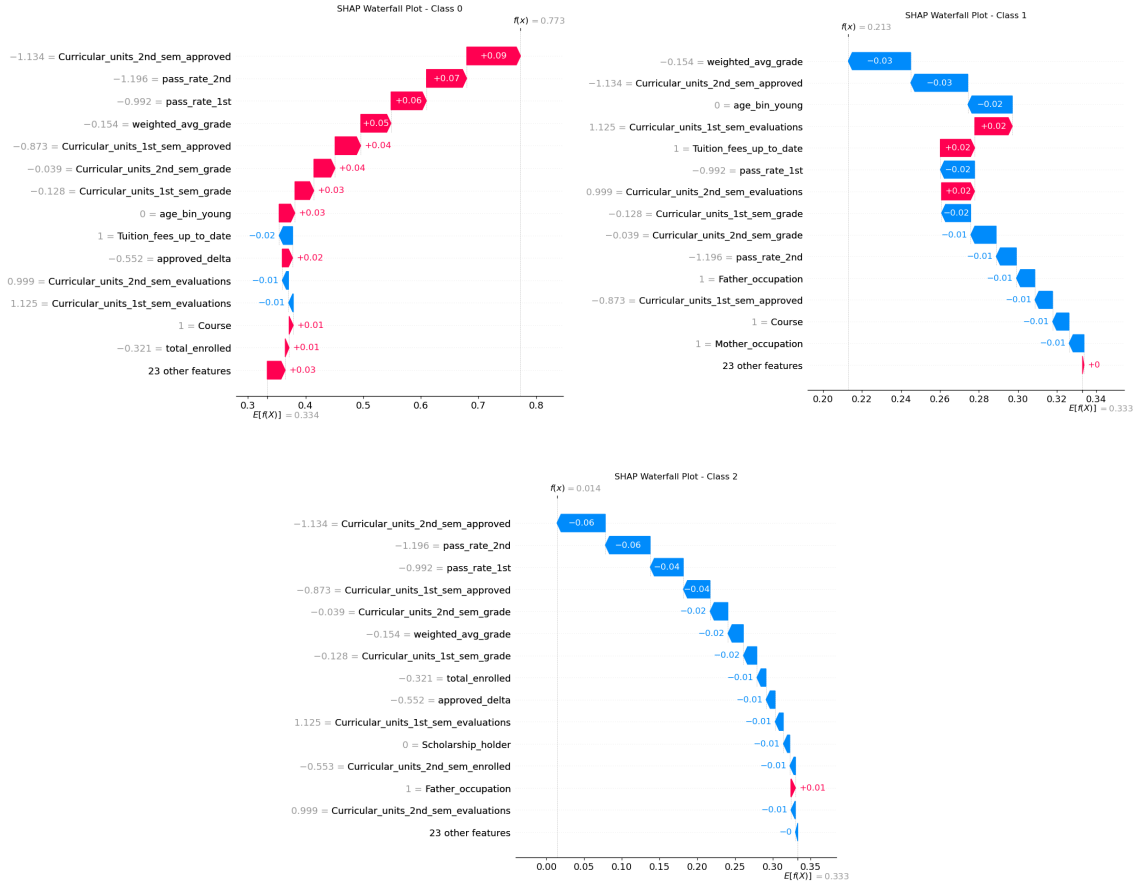 SHAP Waterfall Plot - Class 0
f(x) = 0.773
−1.134 = Curricular_units_2nd_sem_approved +0.09
−1.196 = pass_rate_2nd +0.07
−0.992 = pass_rate_1st +0.06
−0.154 = weighted_avg_grade +0.05
−0.873 = Curricular_units_1st_sem_approved +0.04
−0.039 = Curricular_units_2nd_sem_grade +0.04
−0.128 = Curricular_units_1st_sem_grade +0.03
0 = age_bin_young +0.03
1 = Tuition_fees_up_to_date −0.02
−0.552 = approved_delta +0.02
0.999 = Curricular_units_2nd_sem_evaluations −0.01
1.125 = Curricular_units_1st_sem_evaluations −0.01
1 = Course +0.01
−0.321 = total_enrolled +0.01
23 other features +0.03
0.3 0.4 0.5 0.6 0.7 0.8
E[f(X)] = 0.334
SHAP Waterfall Plot - Class 1
f(x) = 0.213
−0.154 = weighted_avg_grade −0.03
−1.134 = Curricular_units_2nd_sem_approved −0.03
0 = age_bin_young −0.02
1.125 = Curricular_units_1st_sem_evaluations +0.02
1 = Tuition_fees_up_to_date +0.02
−0.992 = pass_rate_1st −0.02
0.999 = Curricular_units_2nd_sem_evaluations +0.02
−0.128 = Curricular_units_1st_sem_grade −0.02
−0.039 = Curricular_units_2nd_sem_grade −0.01
−1.196 = pass_rate_2nd −0.01
1 = Father_occupation −0.01
−0.873 = Curricular_units_1st_sem_approved −0.01
1 = Course −0.01
1 = Mother_occupation −0.01
23 other features +0
0.20 0.22 0.24 0.26 0.28 0.30 0.32 0.34
E[f(X)] = 0.333
SHAP Waterfall Plot - Class 2
f(x) = 0.014
−1.134 = Curricular_units_2nd_sem_approved −0.06
−1.196 = pass_rate_2nd −0.06
−0.992 = pass_rate_1st −0.04
−0.873 = Curricular_units_1st_sem_approved −0.04
−0.039 = Curricular_units_2nd_sem_grade −0.02
−0.154 = weighted_avg_grade −0.02
−0.128 = Curricular_units_1st_sem_grade −0.02
−0.321 = total_enrolled −0.01
−0.552 = approved_delta −0.01
1.125 = Curricular_units_1st_sem_evaluations −0.01
0 = Scholarship_holder −0.01
−0.553 = Curricular_units_2nd_sem_enrolled −0.01
1 = Father_occupation +0.01
0.999 = Curricular_units_2nd_sem_evaluations −0.01
23 other features −0
0.00 0.05 0.10 0.15 0.20 0.25 0.30 0.35
E[f(X)] = 0.333